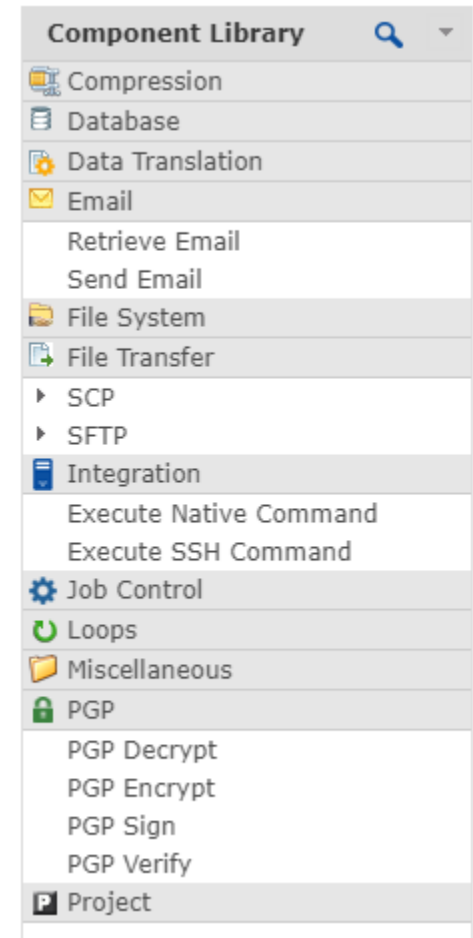 Component Library
Compression
Database
Data Translation
Email
Retrieve Email
Send Email
File System
File Transfer
SCP
SFTP
Integration
Execute Native Command
Execute SSH Command
Job Control
Loops
Miscellaneous
PGP
PGP Decrypt
PGP Encrypt
PGP Sign
PGP Verify
P Project